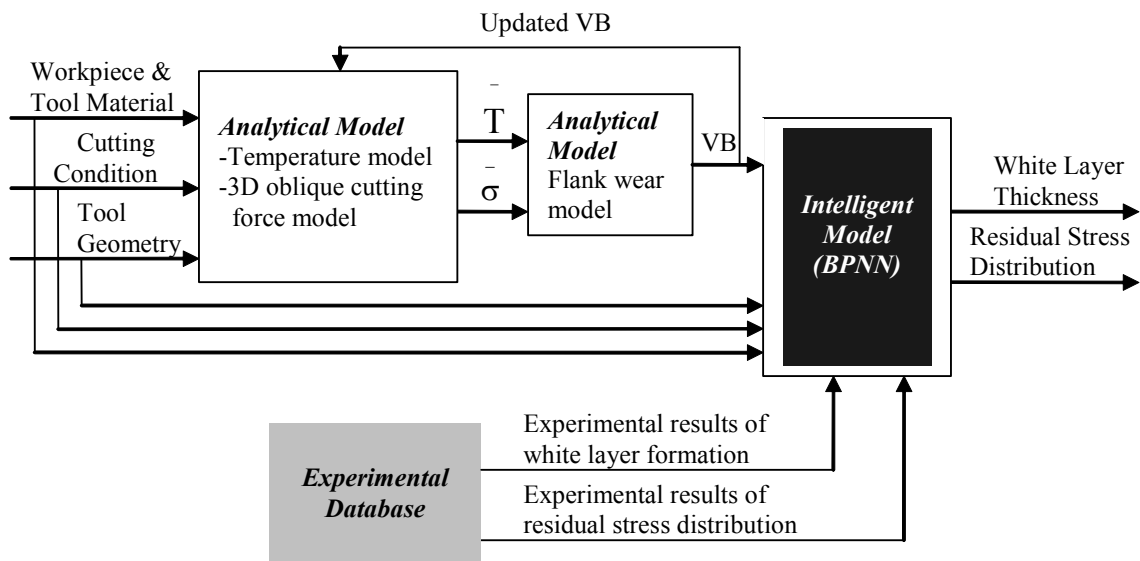 Updated VB
Workpiece &
Tool Material
Cutting
Condition
Tool
Geometry
Analytical Model
-Temperature model
-3D oblique cutting
force model
T̄
σ̄
Analytical
Model
Flank wear
model
VB
Intelligent
Model
(BPNN)
White Layer
Thickness
Residual Stress
Distribution
Experimental
Database
Experimental results of
white layer formation
Experimental results of
residual stress distribution